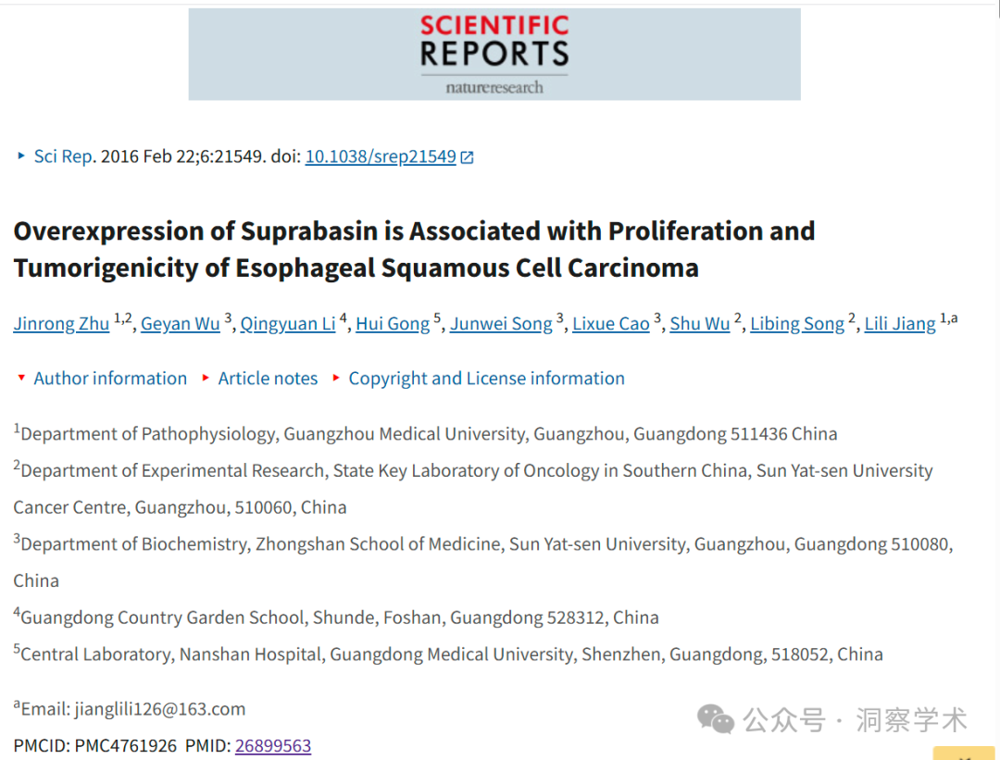 SCIENTIFIC
REPORTS
natureresearch
Sci Rep. 2016 Feb 22;6:21549. doi: 10.1038/srep21549
Overexpression of Suprabasin is Associated with Proliferation and
Tumorigenicity of Esophageal Squamous Cell Carcinoma
Jinrong Zhu 1,2, Geyan Wu 3, Qingyuan Li 4, Hui Gong 5, Junwei Song 3, Lixue Cao 3, Shu Wu 2, Libing Song 2, Lili Jiang 1,a
Author information Article notes Copyright and License information
1Department of Pathophysiology, Guangzhou Medical University, Guangzhou, Guangdong 511436 China
2Department of Experimental Research, State Key Laboratory of Oncology in Southern China, Sun Yat-sen University
Cancer Centre, Guangzhou, 510060, China
3Department of Biochemistry, Zhongshan School of Medicine, Sun Yat-sen University, Guangzhou, Guangdong 510080,
China
4Guangdong Country Garden School, Shunde, Foshan, Guangdong 528312, China
5Central Laboratory, Nanshan Hospital, Guangdong Medical University, Shenzhen, Guangdong, 518052, China
aEmail: jianglili126@163.com
公众号 · 洞察学术
PMCID: PMC4761926 PMID: 26899563